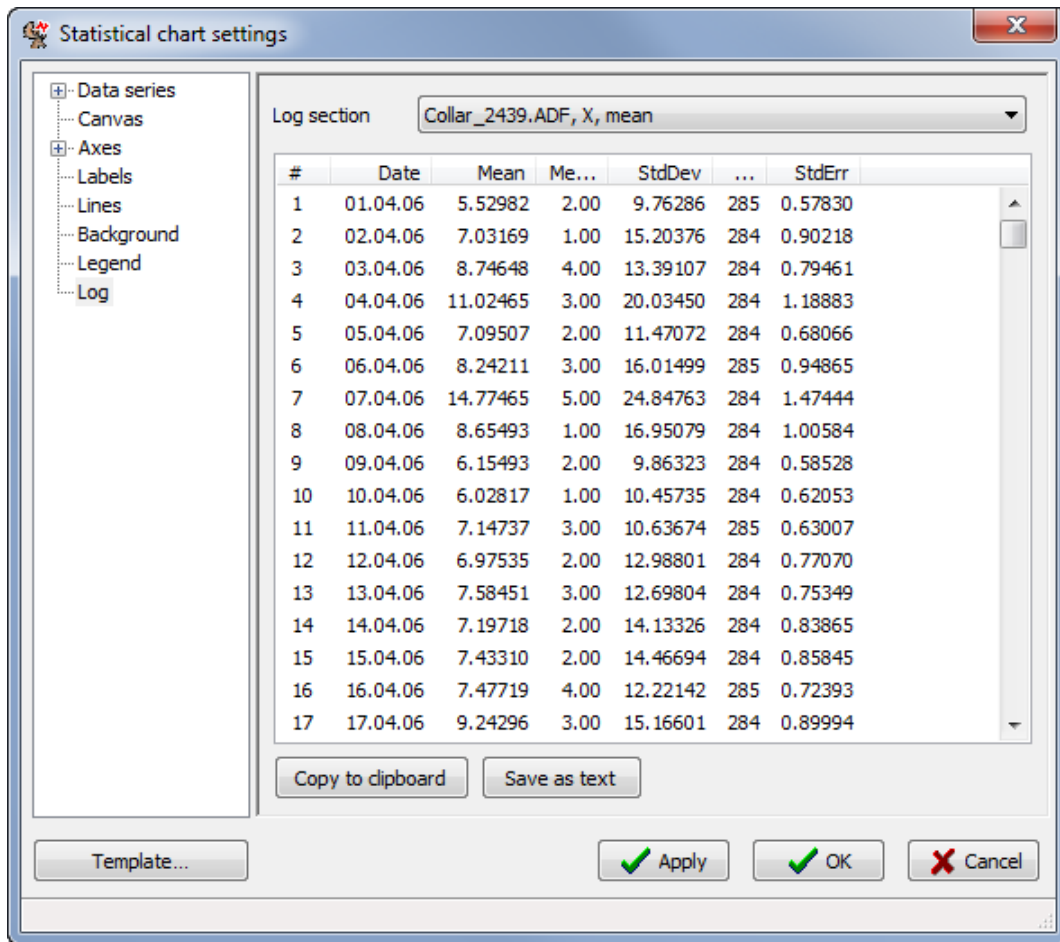 Statistical chart settings
Data series
Canvas
Axes
Labels
Lines
Background
Legend
Log
Log section Collar_2439.ADF, X, mean
# Date Mean Me... StdDev ... StdErr
1 01.04.06 5.52982 2.00 9.76286 285 0.57830
2 02.04.06 7.03169 1.00 15.20376 284 0.90218
3 03.04.06 8.74648 4.00 13.39107 284 0.79461
4 04.04.06 11.02465 3.00 20.03450 284 1.18883
5 05.04.06 7.09507 2.00 11.47072 284 0.68066
6 06.04.06 8.24211 3.00 16.01499 285 0.94865
7 07.04.06 14.77465 5.00 24.84763 284 1.47444
8 08.04.06 8.65493 1.00 16.95079 284 1.00584
9 09.04.06 6.15493 2.00 9.86323 284 0.58528
10 10.04.06 6.02817 1.00 10.45735 284 0.62053
11 11.04.06 7.14737 3.00 10.63674 285 0.63007
12 12.04.06 6.97535 2.00 12.98801 284 0.77070
13 13.04.06 7.58451 3.00 12.69804 284 0.75349
14 14.04.06 7.19718 2.00 14.13326 284 0.83865
15 15.04.06 7.43310 2.00 14.46694 284 0.85845
16 16.04.06 7.47719 4.00 12.22142 285 0.72393
17 17.04.06 9.24296 3.00 15.16601 284 0.89994
Copy to clipboard Save as text
Template... Apply OK Cancel